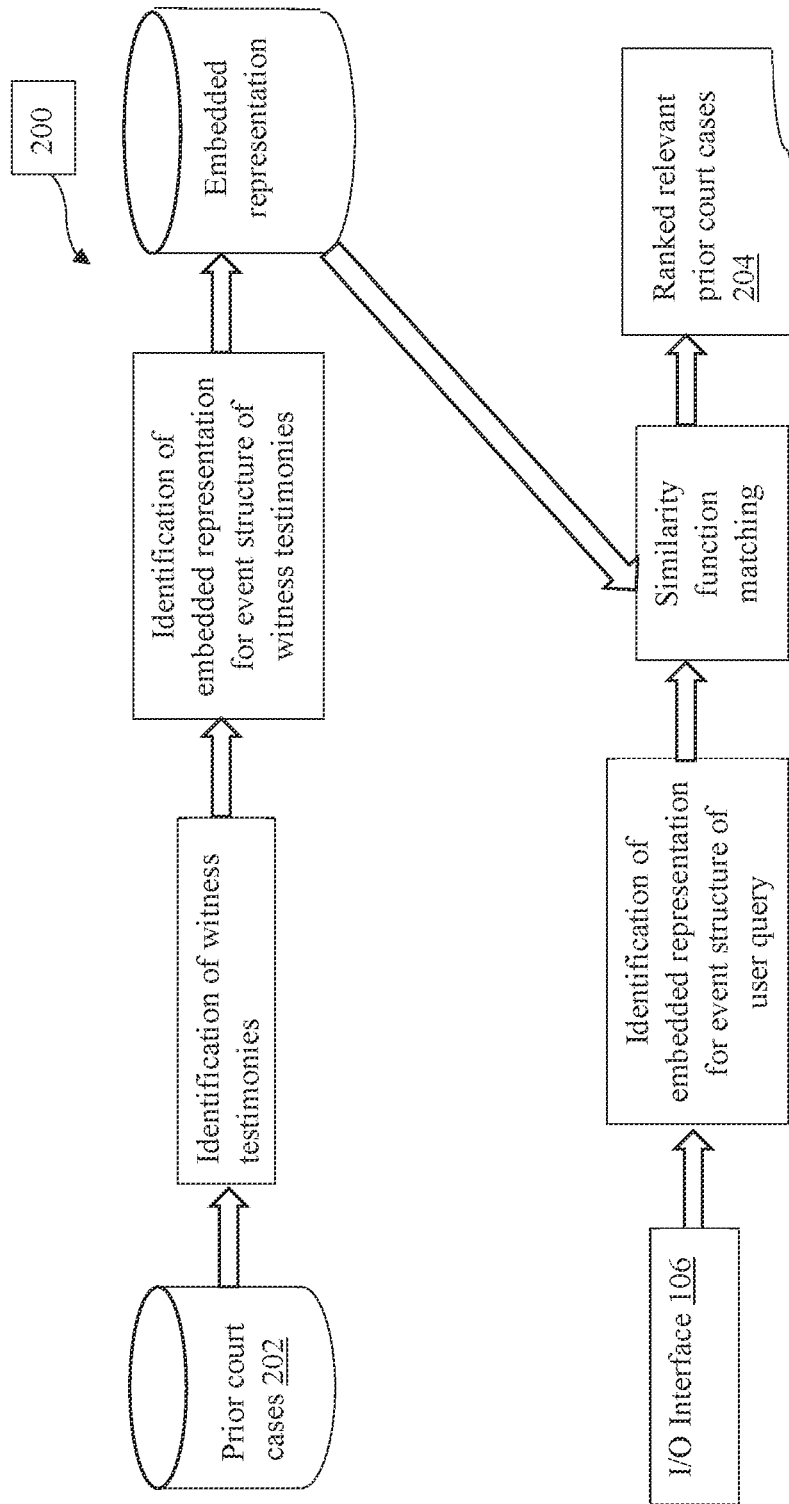 200
Prior court
cases 202
Identification of witness
testimonies
Identification of
embedded representation
for event structure of
witness testimonies
Embedded
representation
I/O Interface 106
Identification of
embedded representation
for event structure of
user query
Similarity
function
matching
Ranked relevant
prior court cases
204